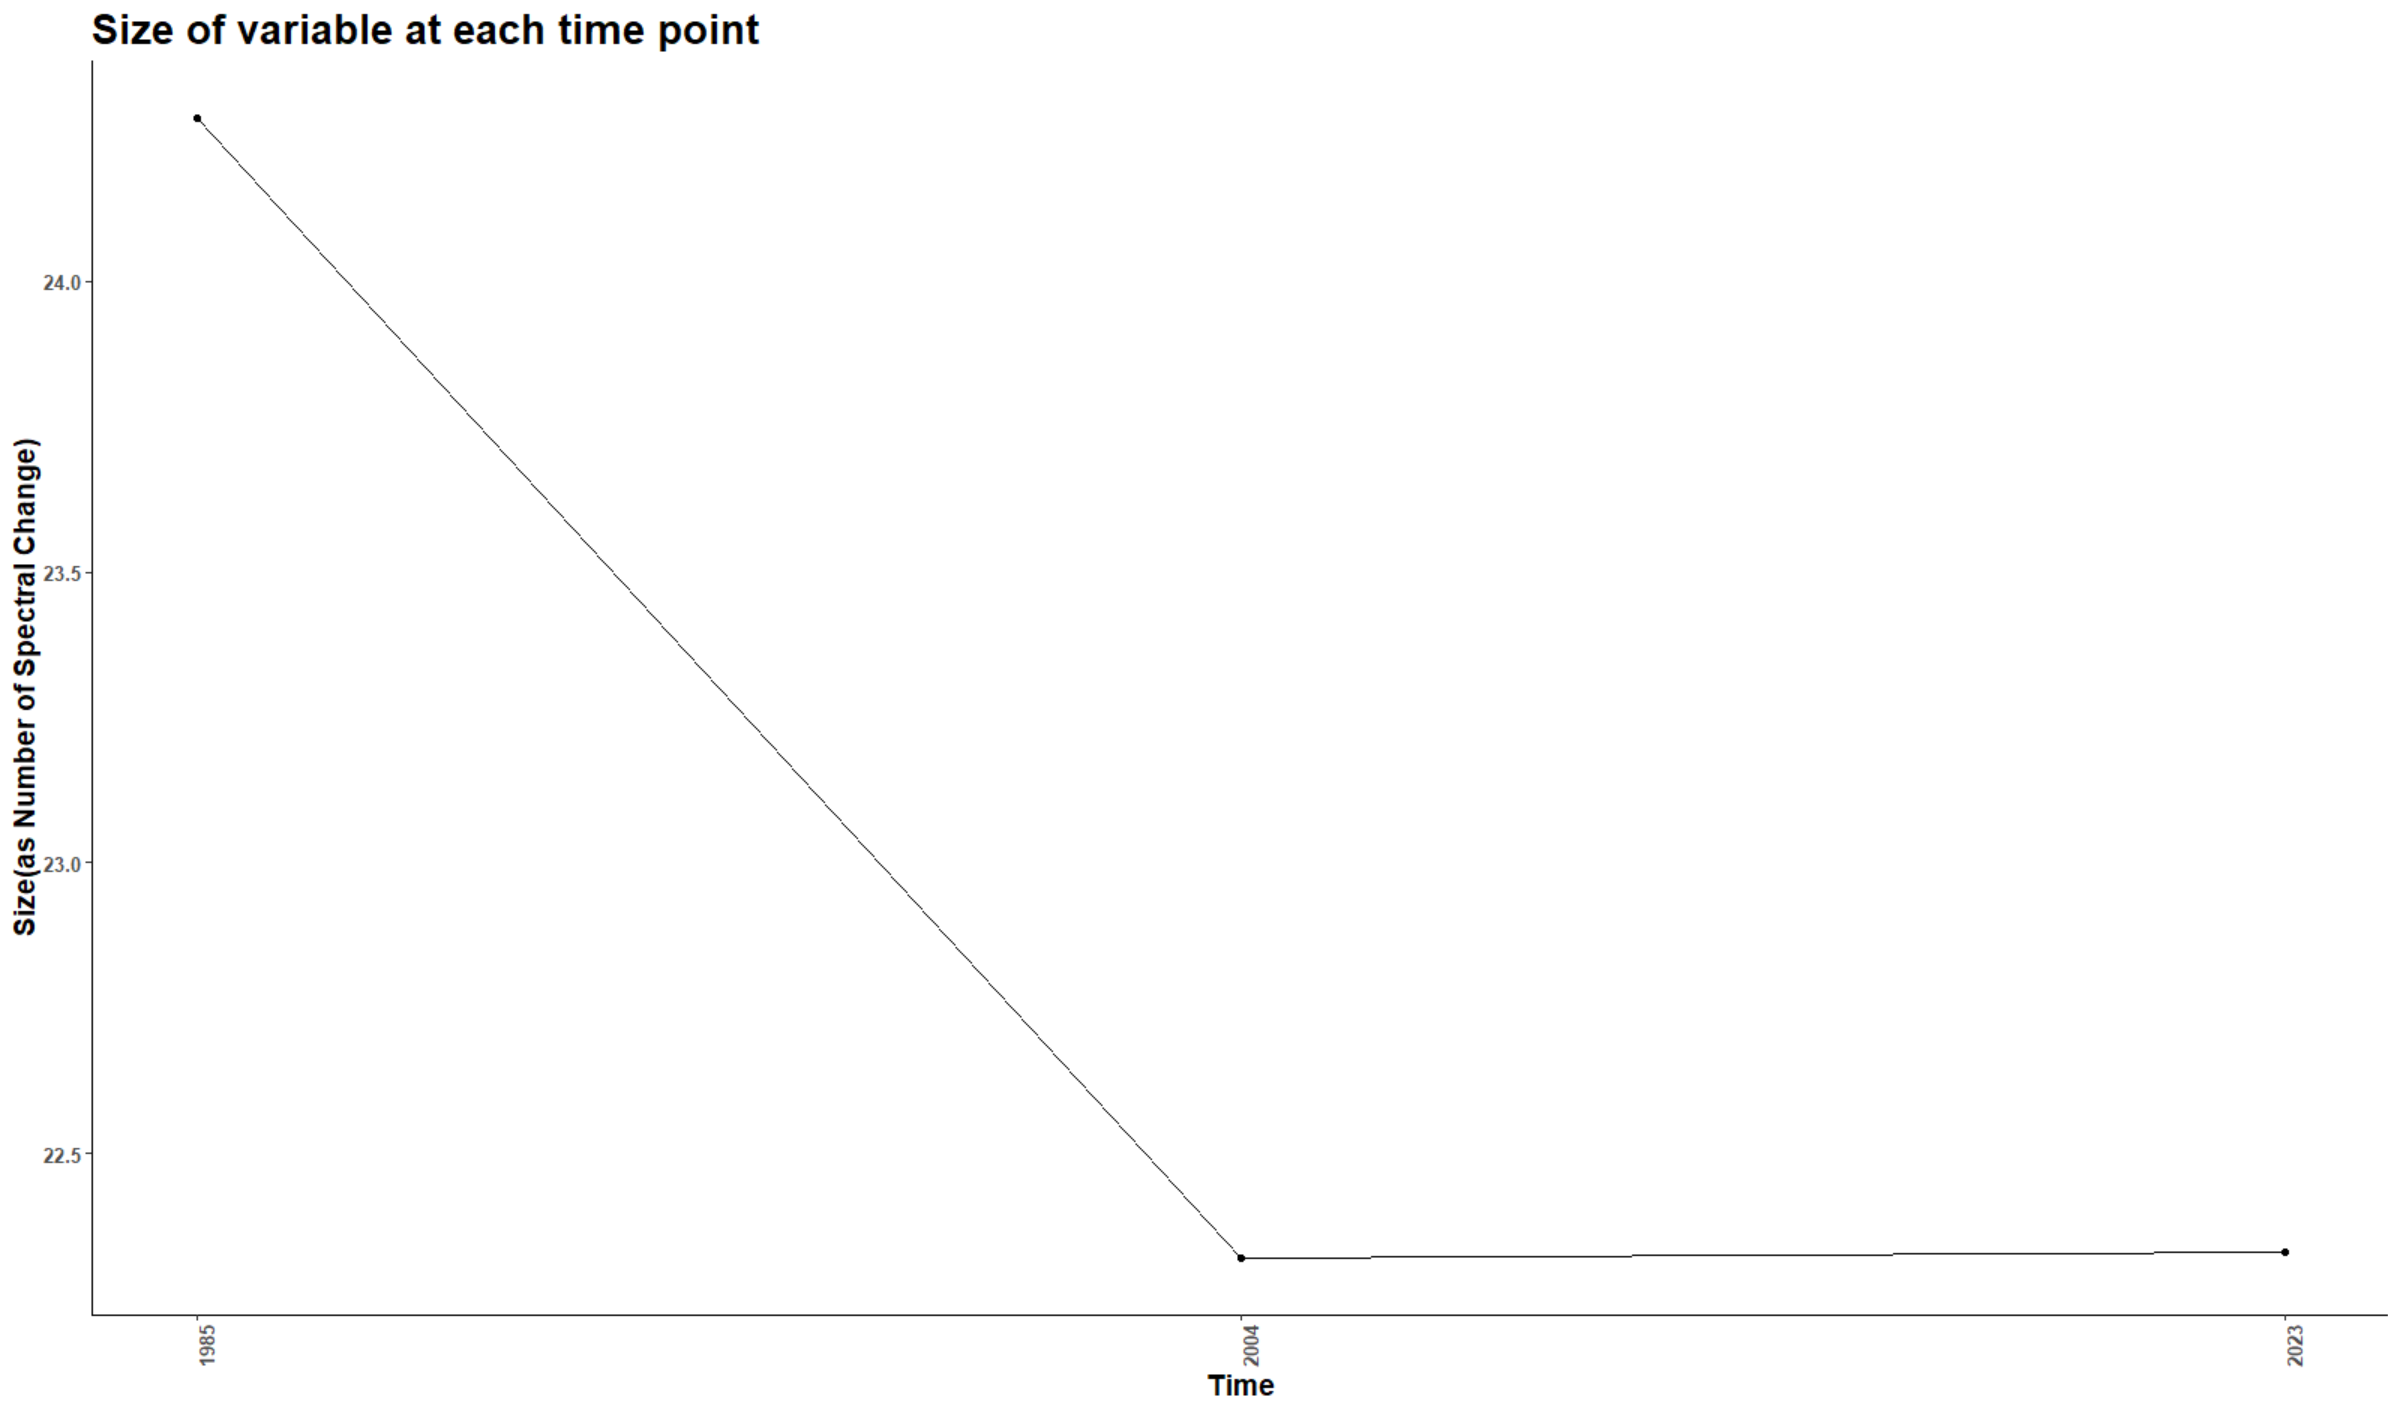 Size of variable at each time point
Size(as Number of Spectral Change)
24.0
23.5
23.0
22.5
1985
2004
2023
Time